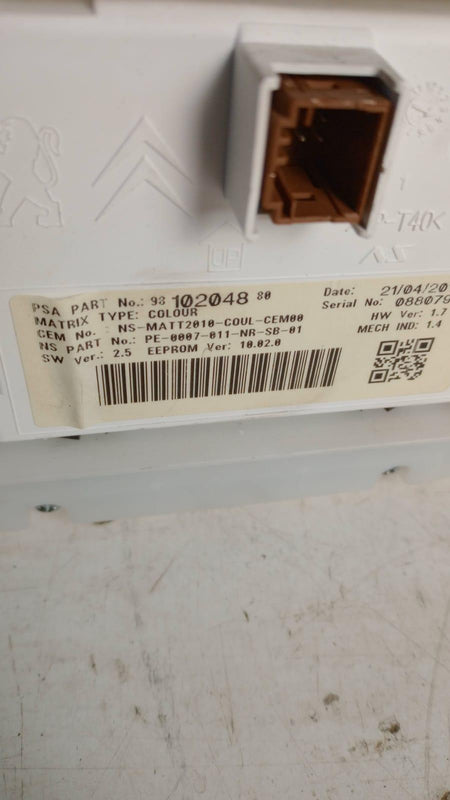 -T40K
UP
PSA PART No.: 98 102048 80
MATRIX TYPE: COLOUR
CEM No. : NS-MATT2010-COUL-CEM00
NS PART No.: PE-0007-011-NR-SB-01
SW Ver.: 2.5 EEPROM Ver: 10.02.0
Date: 21/04/20
Serial No: 088079
HW Ver: 1.7
MECH IND: 1.4